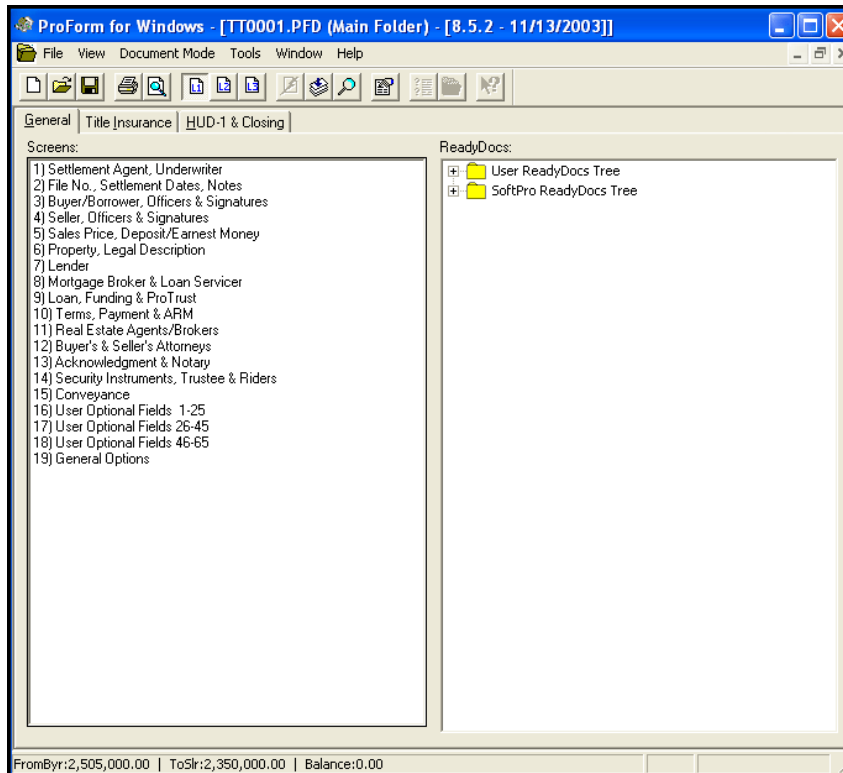 ProForm for Windows - [TT0001.PFD (Main Folder) - [8.5.2 - 11/13/2003]]
File View Document Mode Tools Window Help
L1 L2 L3
General Title Insurance HUD-1 & Closing
Screens:
1) Settlement Agent, Underwriter
2) File No., Settlement Dates, Notes
3) Buyer/Borrower, Officers & Signatures
4) Seller, Officers & Signatures
5) Sales Price, Deposit/Earnest Money
6) Property, Legal Description
7) Lender
8) Mortgage Broker & Loan Servicer
9) Loan, Funding & ProTrust
10) Terms, Payment & ARM
11) Real Estate Agents/Brokers
12) Buyer's & Seller's Attorneys
13) Acknowledgment & Notary
14) Security Instruments, Trustee & Riders
15) Conveyance
16) User Optional Fields 1-25
17) User Optional Fields 26-45
18) User Optional Fields 46-65
19) General Options
ReadyDocs:
User ReadyDocs Tree
SoftPro ReadyDocs Tree
FromByr:2,505,000.00 | ToSlr:2,350,000.00 | Balance:0.00